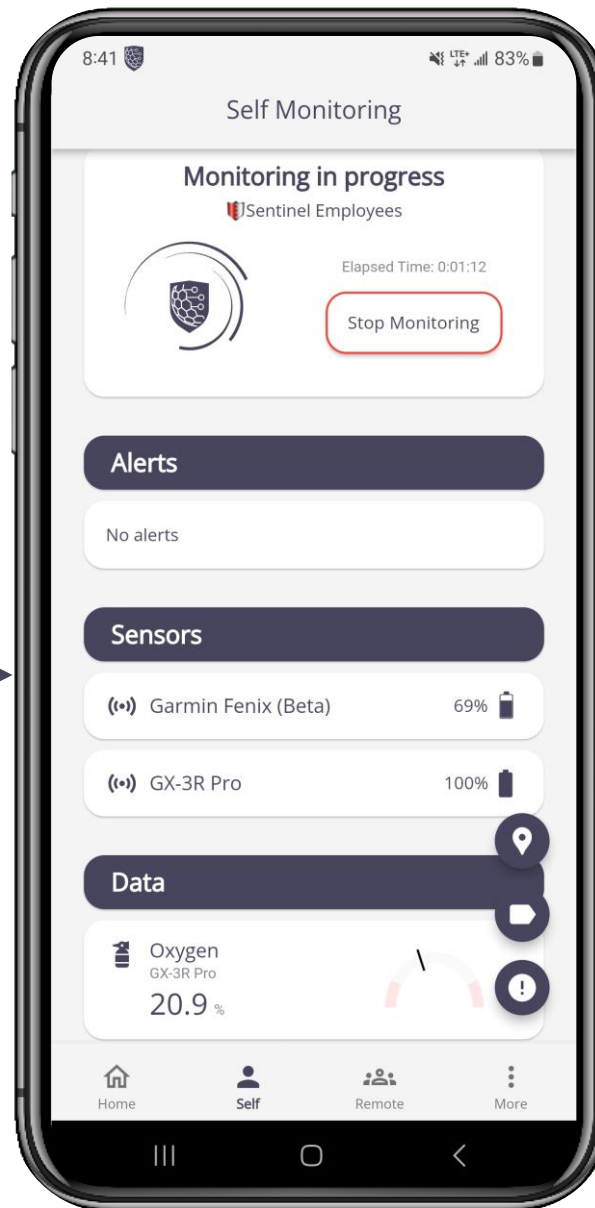 8:41 LTE+ 83%
Self Monitoring
Monitoring in progress
Sentinel Employees
Elapsed Time: 0:01:12
Stop Monitoring
Alerts
No alerts
Sensors
Garmin Fenix (Beta) 69%
GX-3R Pro 100%
Data
Oxygen
GX-3R Pro
20.9 %
Home Self Remote More